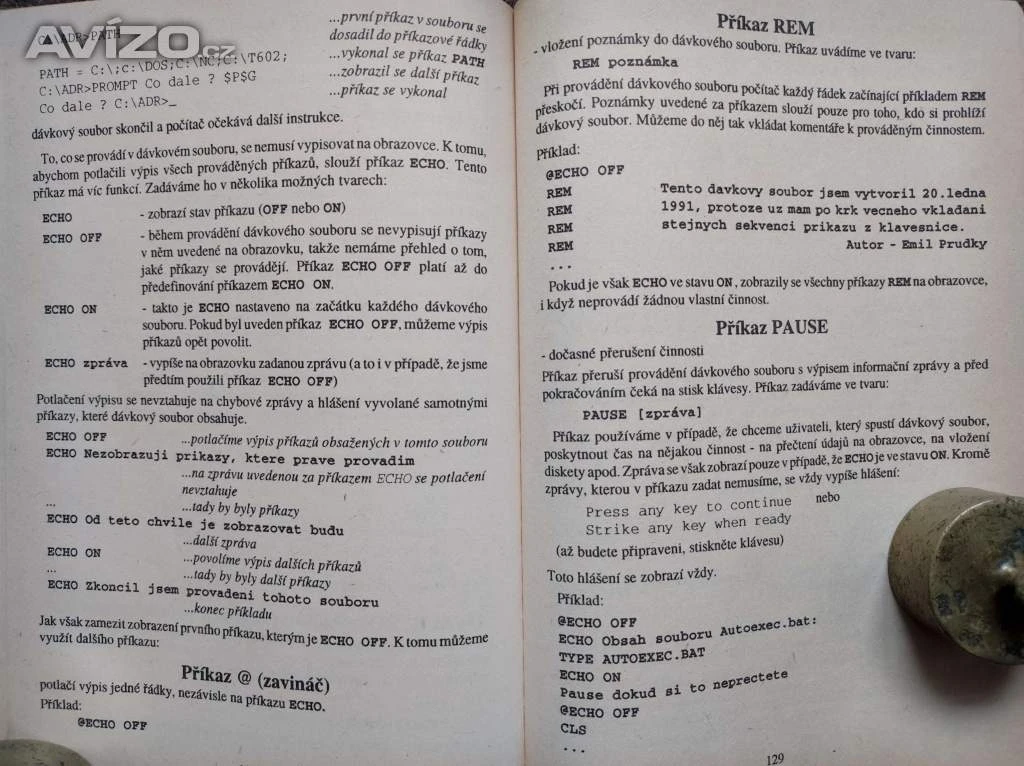 AVÍZO.cz
C:\ADR>PATH
...první příkaz v souboru se
dosadil do příkazové řádky
PATH = C:\;C:\DOS;C:\NC;C:\T602;
...vykonal se příkaz PATH
C:\ADR>PROMPT Co dale ? $P$G
...zobrazil se další příkaz
Co dale ? C:\ADR>_
...příkaz se vykonal
dávkový soubor skončil a počítač očekává další instrukce.
To, co se provádí v dávkovém souboru, se nemusí vypisovat na obrazovce. K tomu,
abychom potlačili výpis všech prováděných příkazů, slouží příkaz ECHO. Tento
příkaz má víc funkcí. Zadáváme ho v několika možných tvarech:
ECHO - zobrazí stav příkazu (OFF nebo ON)
ECHO OFF - během provádění dávkového souboru se nevypisují příkazy
v něm uvedené na obrazovku, takže nemáme přehled o tom,
jaké příkazy se provádějí. Příkaz ECHO OFF platí až do
předefinování příkazem ECHO ON.
ECHO ON - takto je ECHO nastaveno na začátku každého dávkového
souboru. Pokud byl uveden příkaz ECHO OFF, můžeme výpis
příkazů opět povolit.
ECHO zpráva - vypíše na obrazovku zadanou zprávu (a to i v případě, že jsme
předtím použili příkaz ECHO OFF)
Potlačení výpisu se nevztahuje na chybové zprávy a hlášení vyvolané samotnými
příkazy, které dávkový soubor obsahuje.
ECHO OFF ...potlačíme výpis příkazů obsažených v tomto souboru
ECHO Nezobrazuji prikazy, ktere prave provadim
...na zprávu uvedenou za příkazem ECHO se potlačení
nevztahuje
... ...tady by byly příkazy
ECHO Od teto chvile je zobrazovat budu
...další zpráva
ECHO ON ...povolíme výpis dalších příkazů
... ...tady by byly další příkazy
ECHO Zkoncil jsem provadeni tohoto souboru
...konec příkladu
Jak však zamezit zobrazení prvního příkazu, kterým je ECHO OFF. K tomu můžeme
využít dalšího příkazu:
Příkaz @ (zavináč)
potlačí výpis jedné řádky, nezávisle na příkazu ECHO.
Příklad:
@ECHO OFF
Příkaz REM
- vložení poznámky do dávkového souboru. Příkaz uvádíme ve tvaru:
REM poznámka
Při provádění dávkového souboru počítač každý řádek začínající příkladem REM
přeskočí. Poznámky uvedené za příkazem slouží pouze pro toho, kdo si prohlíží
dávkový soubor. Můžeme do něj tak vkládat komentáře k prováděným činnostem.
Příklad:
@ECHO OFF
REM Tento davkovy soubor jsem vytvoril 20.ledna
REM 1991, protoze uz mam po krk vecneho vkladani
REM stejnych sekvenci prikazu z klavesnice.
REM Autor - Emil Prudky
...
Pokud je však ECHO ve stavu ON, zobrazily se všechny příkazy REM na obrazovce,
i když neprovádí žádnou vlastní činnost.
Příkaz PAUSE
- dočasné přerušení činnosti
Příkaz přeruší provádění dávkového souboru s výpisem informační zprávy a před
pokračováním čeká na stisk klávesy. Příkaz zadáváme ve tvaru:
PAUSE [zpráva]
Příkaz používáme v případě, že chceme uživateli, který spustí dávkový soubor,
poskytnout čas na nějakou činnost - na přečtení údajů na obrazovce, na vložení
diskety apod. Zpráva se však zobrazí pouze v případě, že ECHO je ve stavu ON. Kromě
zprávy, kterou v příkazu zadat nemusíme, se vždy vypíše hlášení:
Press any key to continue nebo
Strike any key when ready
(až budete připraveni, stiskněte klávesu)
Toto hlášení se zobrazí vždy.
Příklad:
@ECHO OFF
ECHO Obsah souboru Autoexec.bat:
TYPE AUTOEXEC.BAT
ECHO ON
Pause dokud si to neprectete
@ECHO OFF
CLS
...
129